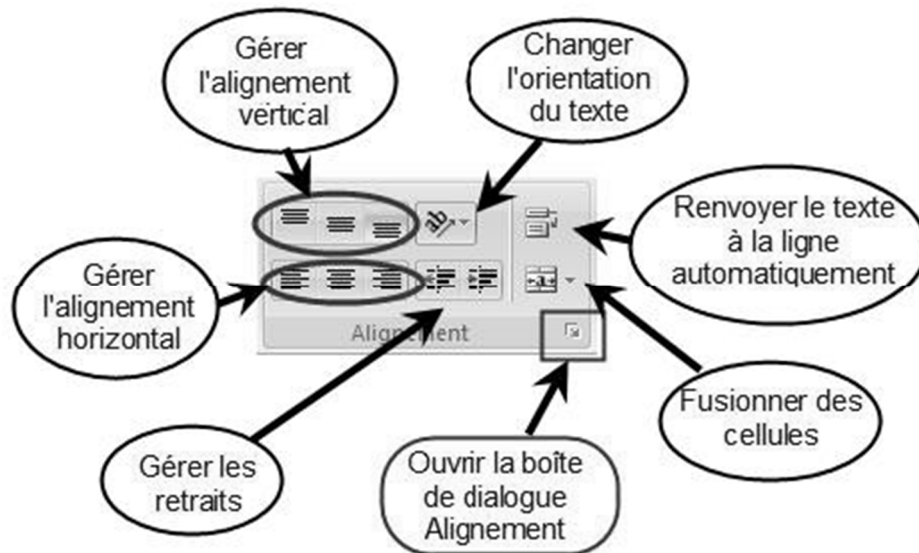 Gérer
l'alignement
vertical
Changer
l'orientation
du texte
ab
Renvoyer le texte
à la ligne
automatiquement
Gérer
l'alignement
horizontal
a
Alignement
Fusionner des
cellules
Gérer les
retraits
Ouvrir la boîte
de dialogue
Alignement